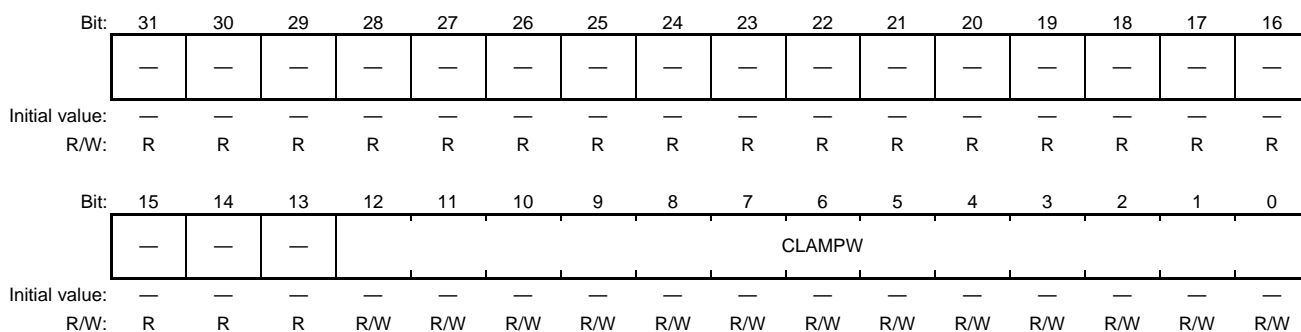 Bit: 31 30 29 28 27 26 25 24 23 22 21 20 19 18 17 16
— — — — — — — — — — — — — — — —
Initial value: — — — — — — — — — — — — — — — —
R/W: R R R R R R R R R R R R R R R R
Bit: 15 14 13 12 11 10 9 8 7 6 5 4 3 2 1 0
— — — CLAMPW
Initial value: — — — — — — — — — — — — — — — —
R/W: R R R R/W R/W R/W R/W R/W R/W R/W R/W R/W R/W R/W R/W R/W